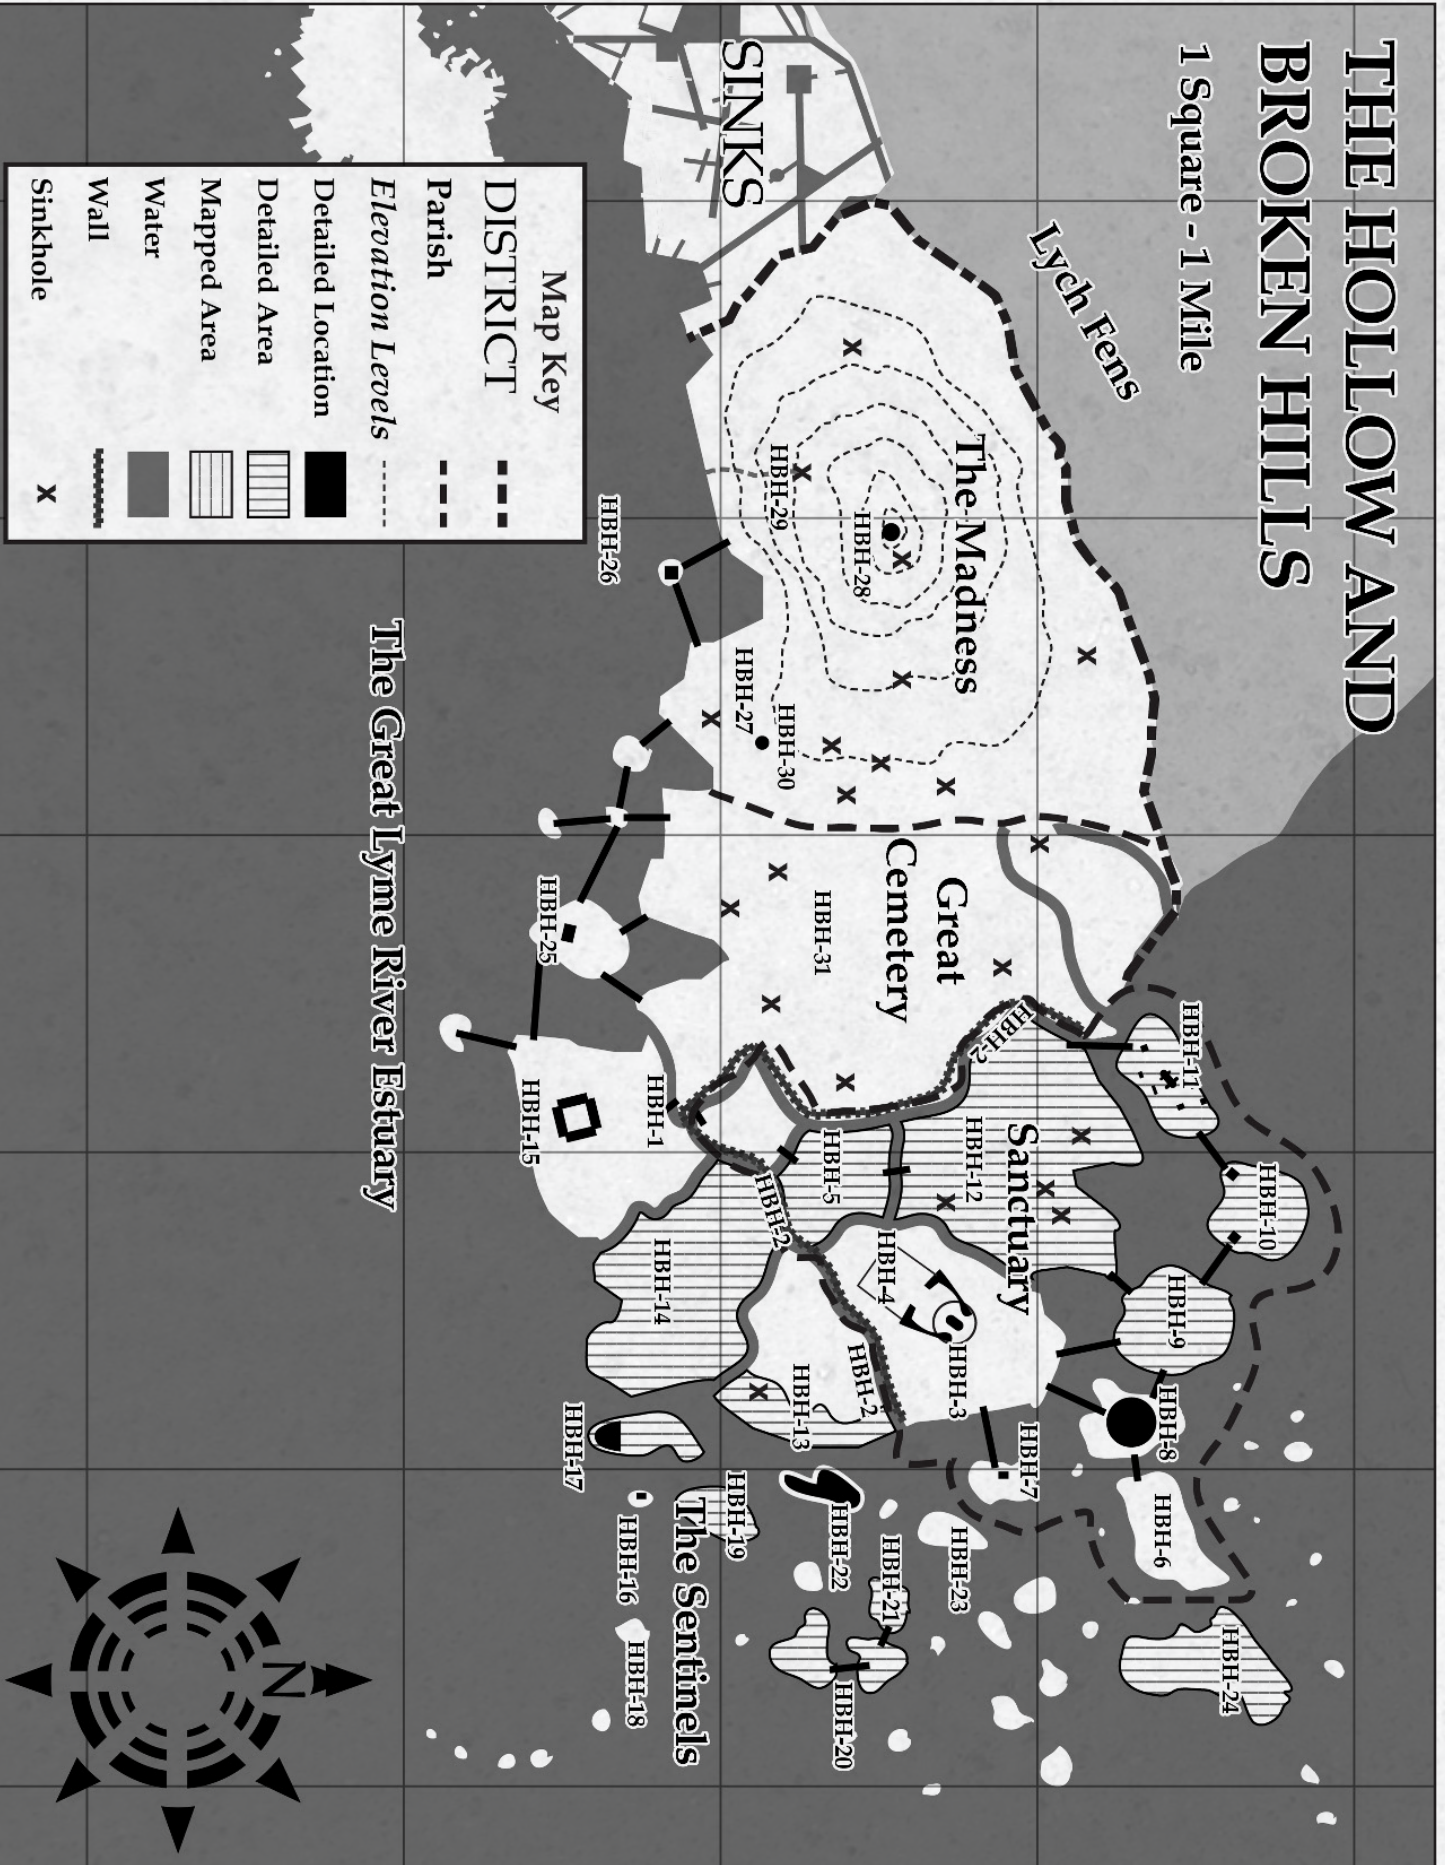 THE HOLLOW AND
BROKEN HILLS
1 Square - 1 Mile
Lych Fens
SINKS
The Madness
HBH-29
HBH-28
HBH-27
HBH-30
HBH-26
Great
Cemetery
HBH-31
HBH-25
HBH-2
HBH-11
HBH-10
HBH-9
HBH-8
HBH-6
HBH-24
Sanctuary
HBH-12
HBH-5
HBH-4
HBH-3
HBH-7
HBH-1
HBH-15
HBH-2
HBH-2
HBH-14
HBH-13
HBH-17
HBH-16
HBH-18
HBH-19
HBH-22
HBH-21
HBH-23
HBH-20
The Sentinels
The Great Lyme River Estuary
Map Key
DISTRICT
Parish
Elevation Levels
Detailed Location
Detailed Area
Mapped Area
Water
Wall
Sinkhole
N